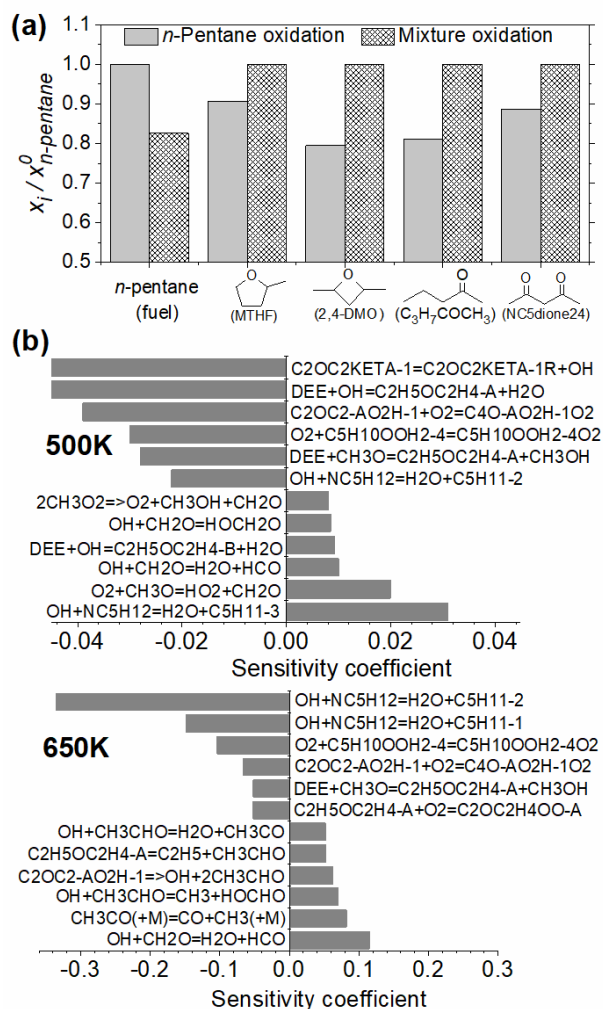 (a)
1.1
n-Pentane oxidation
Mixture oxidation
1.0
0.9
0.8
0.7
0.6
0.5
x_i / x^0_{n-pentane}
O
O
O
O O
n-pentane
(fuel)
(MTHF)
(2,4-DMO)
(C3H7COCH3)
(NC5dione24)
(b)
500K
C2OC2KETA-1=C2OC2KETA-1R+OH
DEE+OH=C2H5OC2H4-A+H2O
C2OC2-AO2H-1+O2=C4O-AO2H-1O2
O2+C5H10OOH2-4=C5H10OOH2-4O2
DEE+CH3O=C2H5OC2H4-A+CH3OH
OH+NC5H12=H2O+C5H11-2
2CH3O2=>O2+CH3OH+CH2O
OH+CH2O=HOCH2O
DEE+OH=C2H5OC2H4-B+H2O
OH+CH2O=H2O+HCO
O2+CH3O=HO2+CH2O
OH+NC5H12=H2O+C5H11-3
-0.04 -0.02 0.00 0.02 0.04
Sensitivity coefficient
650K
OH+NC5H12=H2O+C5H11-2
OH+NC5H12=H2O+C5H11-1
O2+C5H10OOH2-4=C5H10OOH2-4O2
C2OC2-AO2H-1+O2=C4O-AO2H-1O2
DEE+CH3O=C2H5OC2H4-A+CH3OH
C2H5OC2H4-A+O2=C2OC2H4OO-A
OH+CH3CHO=H2O+CH3CO
C2H5OC2H4-A=C2H5+CH3CHO
C2OC2-AO2H-1=>OH+2CH3CHO
OH+CH3CHO=CH3+HOCHO
CH3CO(+M)=CO+CH3(+M)
OH+CH2O=H2O+HCO
-0.3 -0.2 -0.1 0.0 0.1 0.2 0.3
Sensitivity coefficient